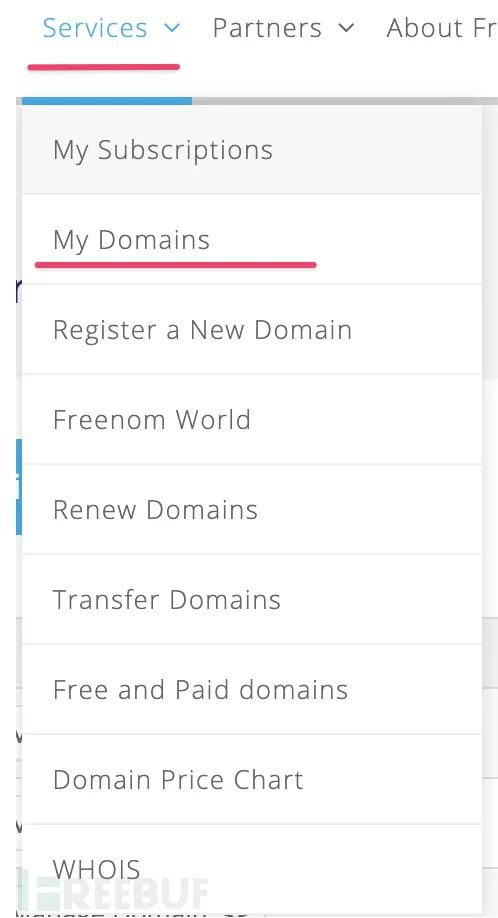 Services Partners About Fr
My Subscriptions
My Domains
Register a New Domain
Freenom World
Renew Domains
Transfer Domains
Free and Paid domains
Domain Price Chart
WHOIS
FREEBUF